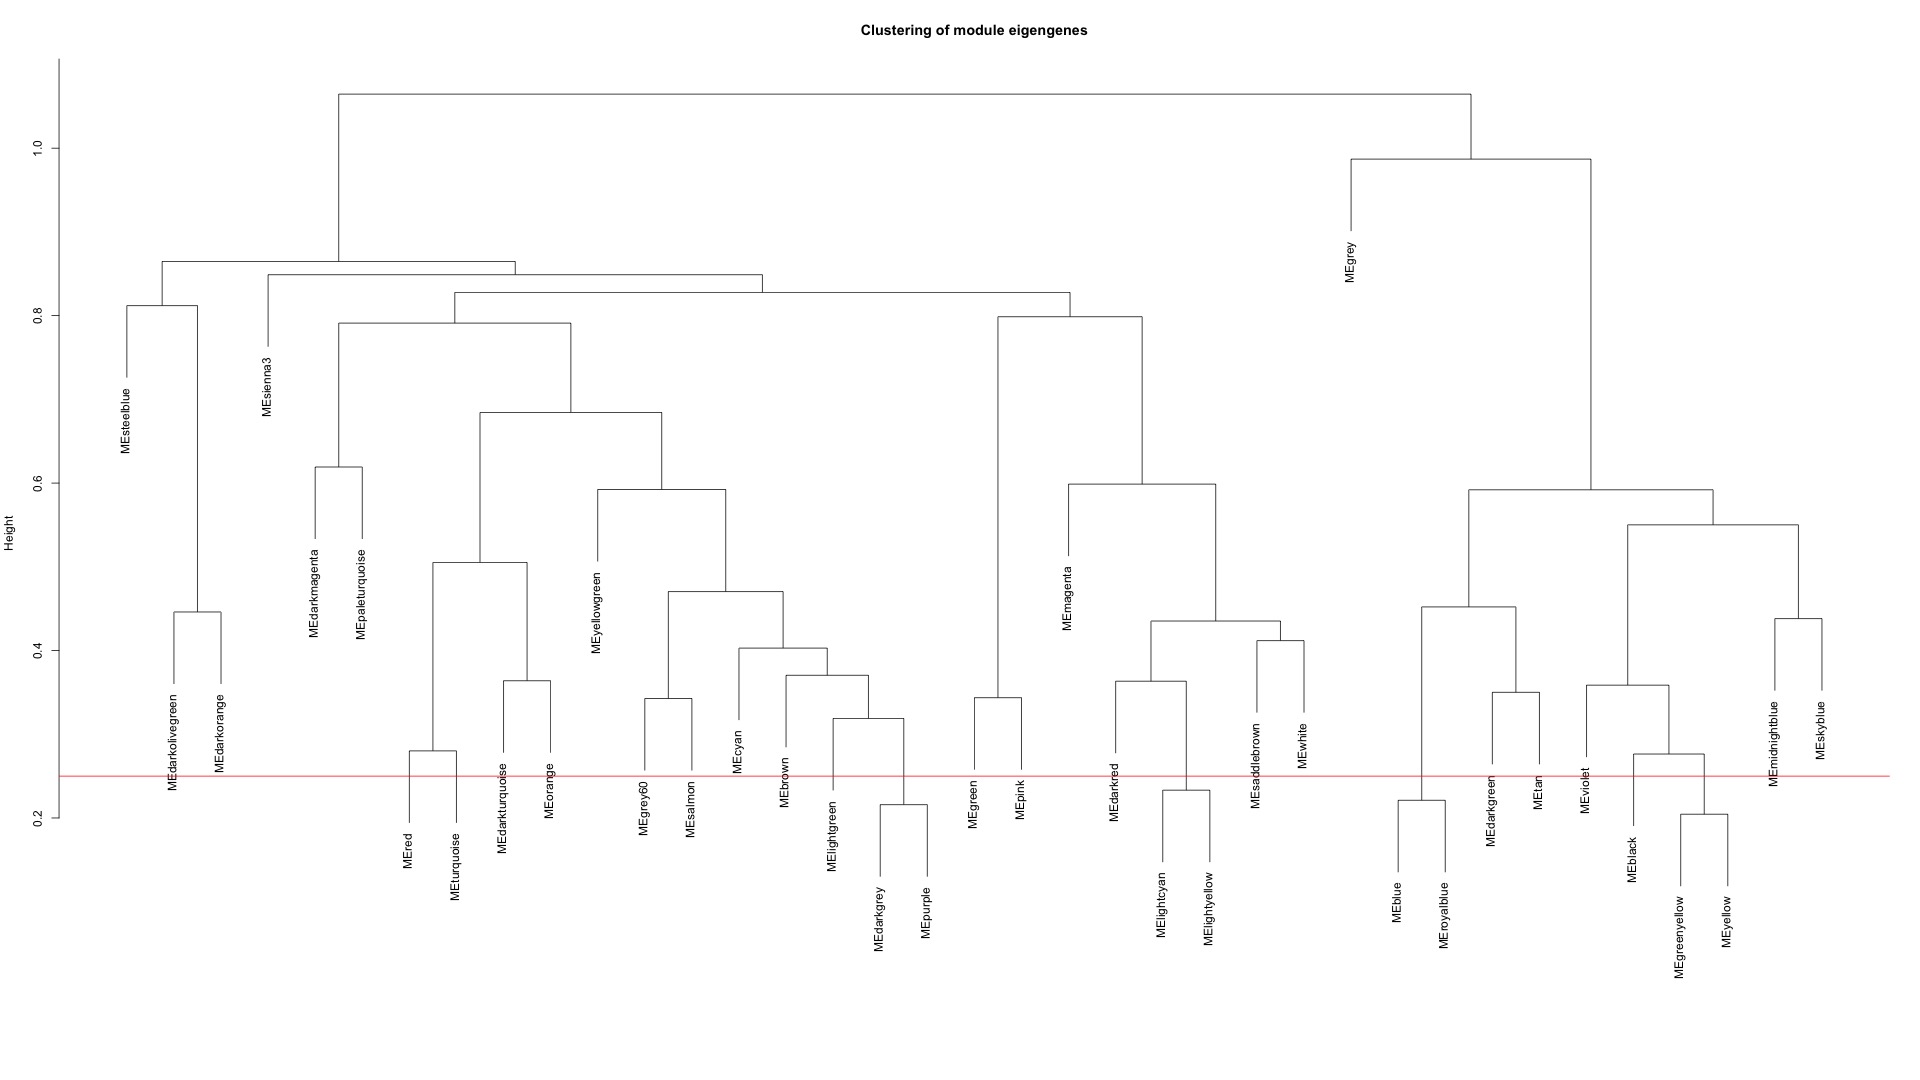 Clustering of module eigengenes
Height
1.0
0.8
0.6
0.4
0.2
MEsteelblue
MEdarkolivegreen
MEdarkorange
MEsienna3
MEdarkmagenta
MEpaleturquoise
MEred
MEturquoise
MEdarkturquoise
MEorange
MEyellowgreen
MEgrey60
MEsalmon
MEcyan
MEbrown
MElightgreen
MEdarkgrey
MEpurple
MEgreen
MEpink
MEmagenta
MEdarkred
MElightcyan
MElightyellow
MEsaddlebrown
MEwhite
MEgrey
MEblue
MEroyalblue
MEdarkgreen
MEtan
MEviolet
MEblack
MEgreenyellow
MEyellow
MEmidnightblue
MEskyblue